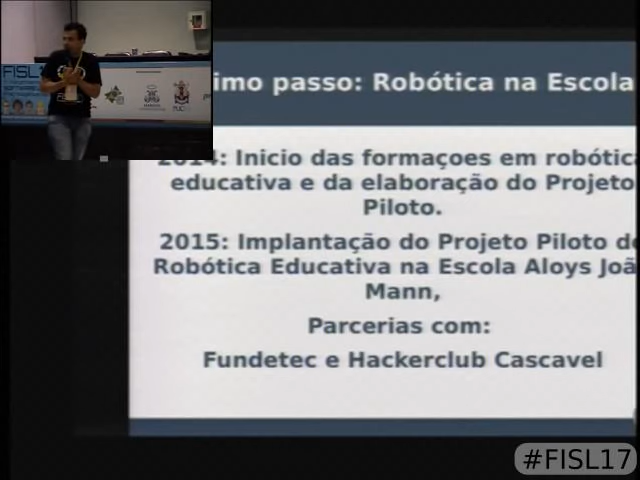 FISL
imo passo: Robótica na Escola
2014: Inicio das formaçoes em robótic
educativa e da elaboração do Projeto
Piloto.
2015: Implantação do Projeto Piloto d
Robótica Educativa na Escola Aloys Joã
Mann,
Parcerias com:
Fundetec e Hackerclub Cascavel
#FISL17